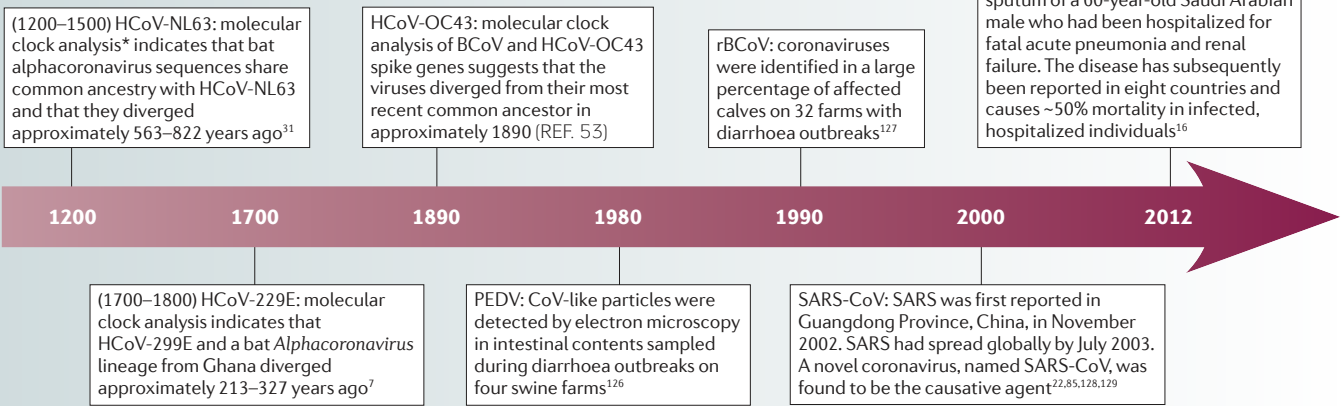 (1200–1500) HCoV-NL63: molecular
clock analysis* indicates that bat
alphacoronavirus sequences share
common ancestry with HCoV-NL63
and that they diverged
approximately 563–822 years ago31
HCoV-OC43: molecular clock
analysis of BCoV and HCoV-OC43
spike genes suggests that the
viruses diverged from their most
recent common ancestor in
approximately 1890 (REF. 53)
rBCoV: coronaviruses
were identified in a large
percentage of affected
calves on 32 farms with
diarrhoea outbreaks127
sputum of a 60-year-old Saudi Arabian
male who had been hospitalized for
fatal acute pneumonia and renal
failure. The disease has subsequently
been reported in eight countries and
causes ~50% mortality in infected,
hospitalized individuals16
1200 1700 1890 1980 1990 2000 2012
(1700–1800) HCoV-229E: molecular
clock analysis indicates that
HCoV-299E and a bat Alphacoronavirus
lineage from Ghana diverged
approximately 213–327 years ago7
PEDV: CoV-like particles were
detected by electron microscopy
in intestinal contents sampled
during diarrhoea outbreaks on
four swine farms126
SARS-CoV: SARS was first reported in
Guangdong Province, China, in November
2002. SARS had spread globally by July 2003.
A novel coronavirus, named SARS-CoV, was
found to be the causative agent22,85,128,129